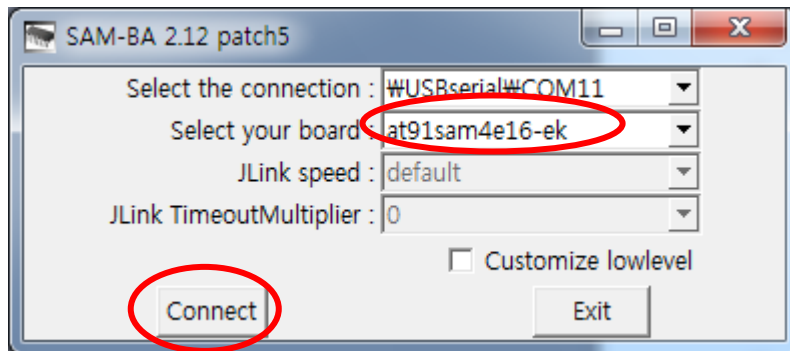 SAM-BA 2.12 patch5
Select the connection : ₩USBserial₩COM11
Select your board : at91sam4e16-ek
JLink speed : default
JLink TimeoutMultiplier : 0
Customize lowlevel
Connect Exit